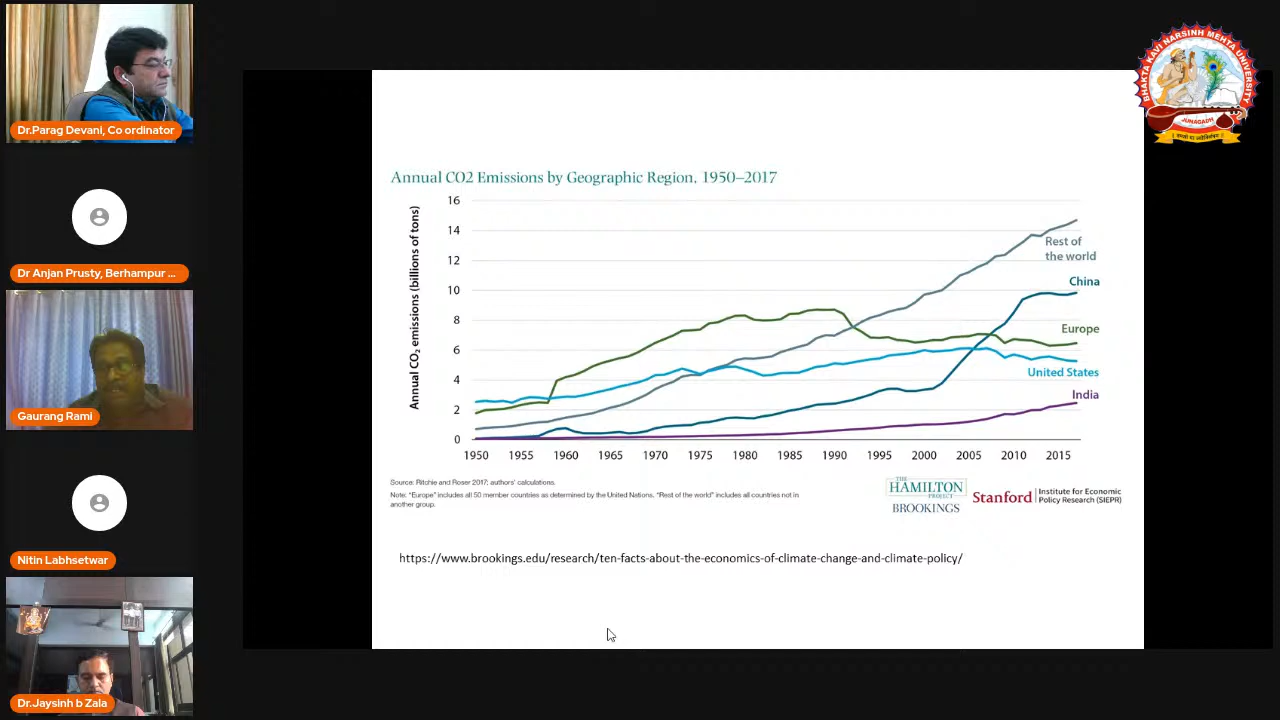 Dr.Parag Devani, Co ordinator
Dr Anjan Prusty, Berhampur ...
Gaurang Rami
Nitin Labhsetwar
Dr.Jaysinh b Zala
BHAKTA KAVI NARSINH MEHTA UNIVERSITY
JUNAGADH
Annual CO2 Emissions by Geographic Region, 1950–2017
Annual CO2 emissions (billions of tons)
16
14
12
10
8
6
4
2
0
1950 1955 1960 1965 1970 1975 1980 1985 1990 1995 2000 2005 2010 2015
Rest of
the world
China
Europe
United States
India
Source: Ritchie and Roser 2017; authors' calculations.
Note: "Europe" includes all 50 member countries as determined by the United Nations. "Rest of the world" includes all countries not in
another group.
THE
HAMILTON
PROJECT
BROOKINGS
Stanford
Institute for Economic
Policy Research (SIEPR)
https://www.brookings.edu/research/ten-facts-about-the-economics-of-climate-change-and-climate-policy/